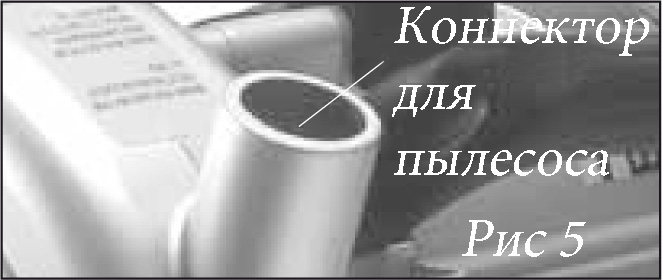 Коннектор
для
пылесоса
Рис 5